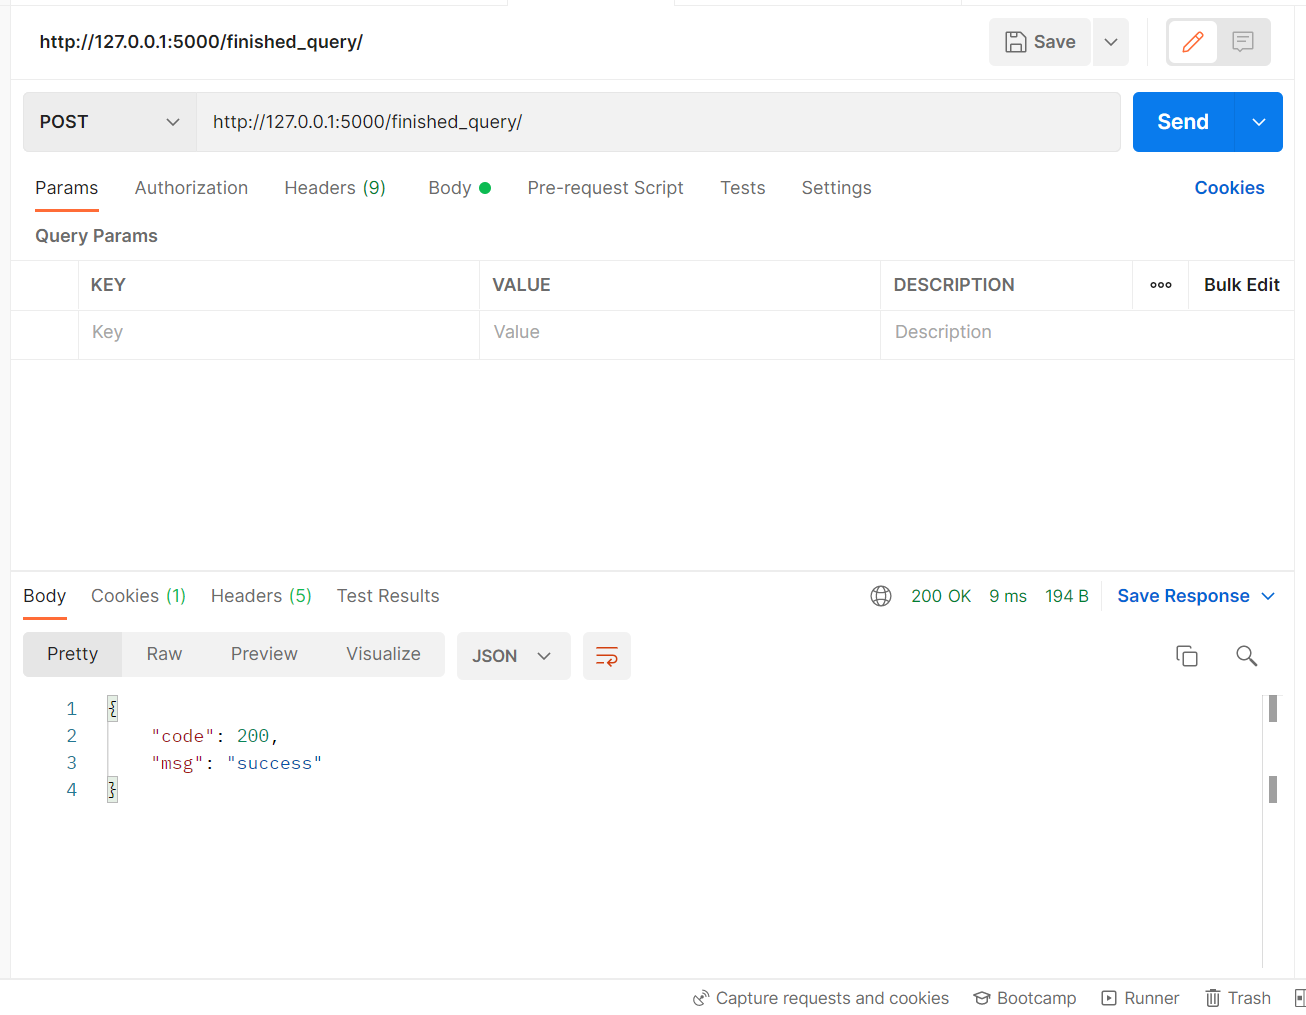 http://127.0.0.1:5000/finished_query/
Save
POST
http://127.0.0.1:5000/finished_query/
Send
Params Authorization Headers (9) Body Pre-request Script Tests Settings Cookies
Query Params
KEY VALUE DESCRIPTION ooo Bulk Edit
Key Value Description
Body Cookies (1) Headers (5) Test Results 200 OK 9 ms 194 B Save Response
Pretty Raw Preview Visualize JSON
1 {
2 "code": 200,
3 "msg": "success"
4 }
Capture requests and cookies Bootcamp Runner Trash